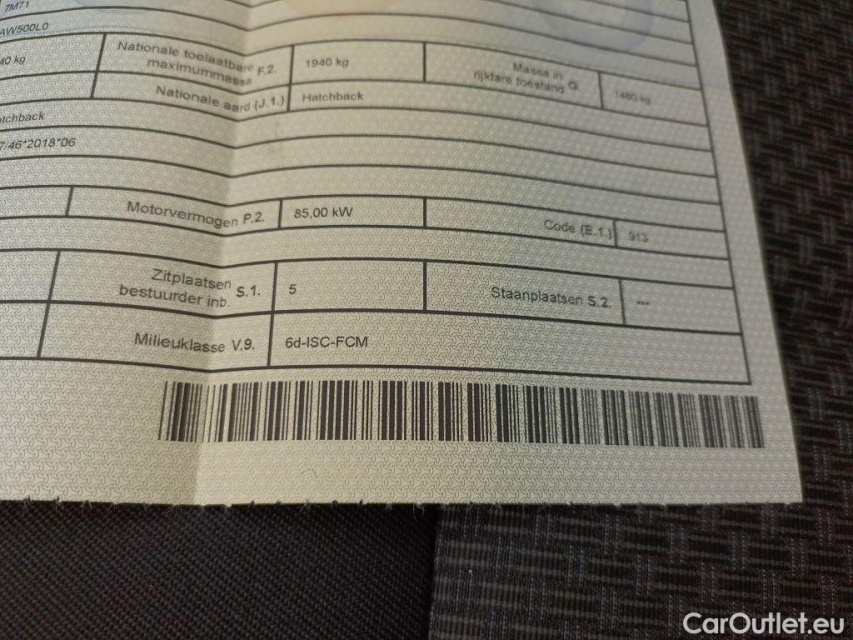 7M71
AW500L0
40 kg
Nationale toelaatbare maximummassa F.2.
1940 kg
Massa in rijklare toestand G
1460 kg
Nationale aard (J.1.)
Hatchback
atchback
7/46*2018*06
Motorvermogen P.2.
85,00 kW
Code (E.1.)
913
Zitplaatsen bestuurder inb. S.1.
5
Staanplaatsen S.2.
---
Milieuklasse V.9.
6d-ISC-FCM
CarOutlet.eu